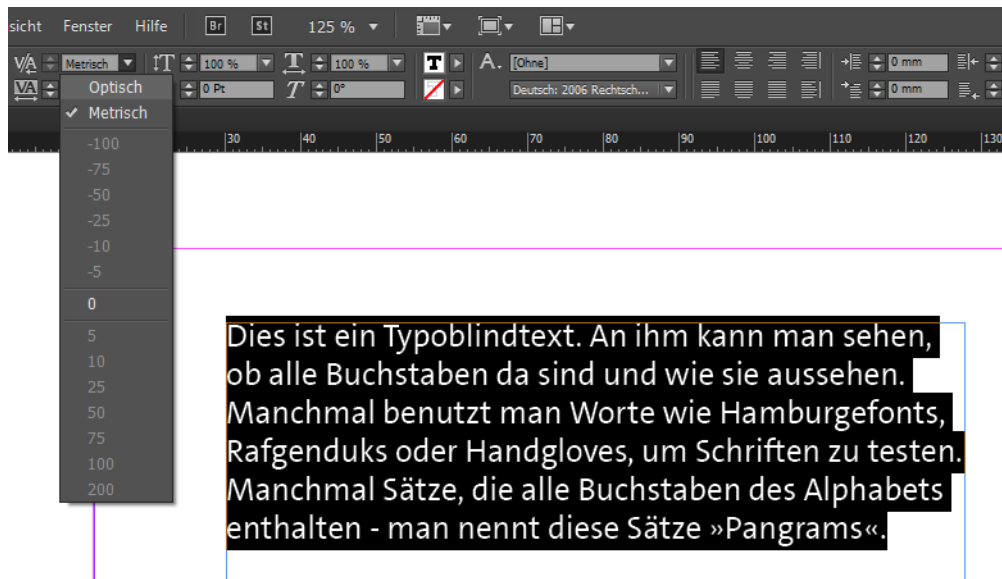 sicht Fenster Hilfe Br St 125 %
V/A Metrisch T 100 % T 100 % T A. [Ohne] 0 mm
VA 0 Pt T 0° Deutsch: 2006 Rechtsch... 0 mm
Optisch
Metrisch
-100
-75
-50
-25
-10
-5
0
5
10
25
50
75
100
200
30 40 50 60 70 80 90 100 110 120 130
Dies ist ein Typoblindtext. An ihm kann man sehen,
ob alle Buchstaben da sind und wie sie aussehen.
Manchmal benutzt man Worte wie Hamburgefonts,
Rafgenduks oder Handgloves, um Schriften zu testen.
Manchmal Sätze, die alle Buchstaben des Alphabets
enthalten - man nennt diese Sätze »Pangrams«.